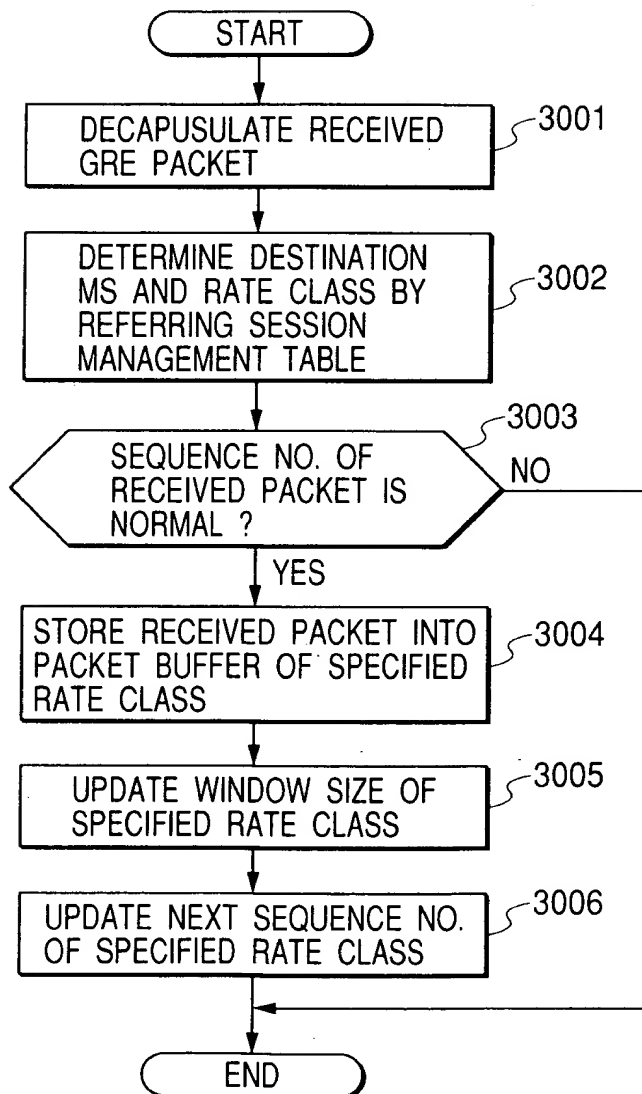 START
DECAPUSULATE RECEIVED
GRE PACKET
3001
DETERMINE DESTINATION
MS AND RATE CLASS BY
REFERRING SESSION
MANAGEMENT TABLE
3002
3003
SEQUENCE NO. OF
RECEIVED PACKET IS
NORMAL ?
NO
YES
STORE RECEIVED PACKET INTO
PACKET BUFFER OF SPECIFIED
RATE CLASS
3004
UPDATE WINDOW SIZE OF
SPECIFIED RATE CLASS
3005
UPDATE NEXT SEQUENCE NO.
OF SPECIFIED RATE CLASS
3006
END